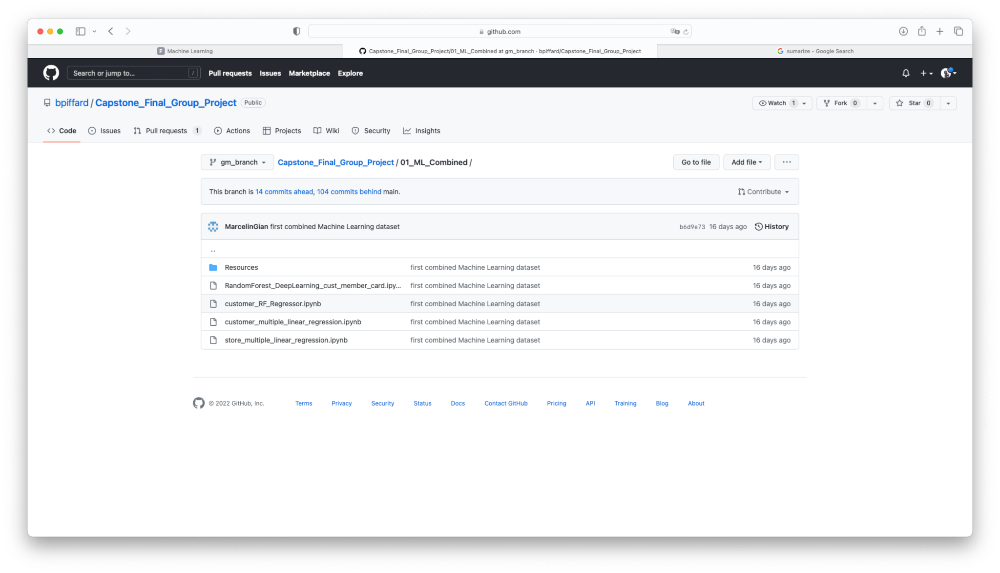 github.com
Machine Learning
Capstone_Final_Group_Project/01_ML_Combined at gm_branch · bpiffard/Capstone_Final_Group_Project
sumarize - Google Search
Search or jump to... / Pull requests Issues Marketplace Explore
bpiffard / Capstone_Final_Group_Project Public Watch 1 Fork 0 Star 0
Code Issues Pull requests 1 Actions Projects Wiki Security Insights
gm_branch Capstone_Final_Group_Project / 01_ML_Combined / Go to file Add file ...
This branch is 14 commits ahead, 104 commits behind main. Contribute
MarcelinGian first combined Machine Learning dataset b6d9e73 16 days ago History
..
Resources first combined Machine Learning dataset 16 days ago
RandomForest_DeepLearning_cust_member_card.ipy... first combined Machine Learning dataset 16 days ago
customer_RF_Regressor.ipynb first combined Machine Learning dataset 16 days ago
customer_multiple_linear_regression.ipynb first combined Machine Learning dataset 16 days ago
store_multiple_linear_regression.ipynb first combined Machine Learning dataset 16 days ago
© 2022 GitHub, Inc. Terms Privacy Security Status Docs Contact GitHub Pricing API Training Blog About